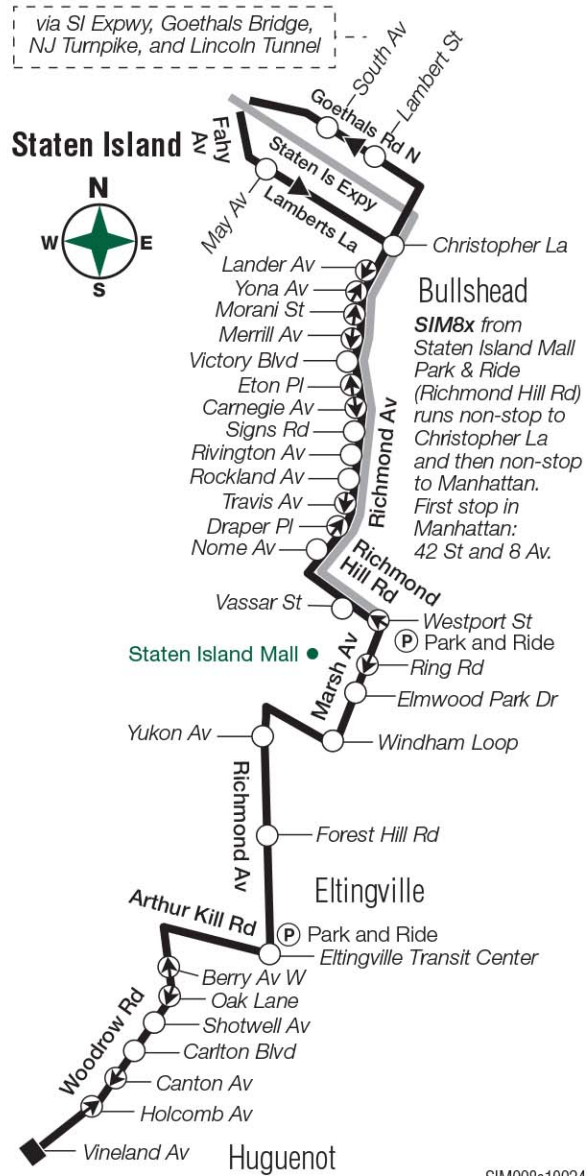 via SI Expwy, Goethals Bridge,
NJ Turnpike, and Lincoln Tunnel
South Av
Lambert St
Goethals Rd N
Staten Island
Fahy
Av
Staten Is Expy
N
W
E
S
May Av
Lamberts La
Christopher La
Lander Av
Yona Av
Morani St
Merrill Av
Victory Blvd
Eton Pl
Carnegie Av
Signs Rd
Rivington Av
Rockland Av
Travis Av
Draper Pl
Nome Av
Richmond Av
Bullshead
SIM8x from
Staten Island Mall
Park & Ride
(Richmond Hill Rd)
runs non-stop to
Christopher La
and then non-stop
to Manhattan.
First stop in
Manhattan:
42 St and 8 Av.
Richmond
Hill Rd
Vassar St
Westport St
P Park and Ride
Staten Island Mall
Marsh Av
Ring Rd
Elmwood Park Dr
Yukon Av
Windham Loop
Richmond Av
Forest Hill Rd
Eltingville
Arthur Kill Rd
P Park and Ride
Eltingville Transit Center
Berry Av W
Oak Lane
Woodrow Rd
Shotwell Av
Carlton Blvd
Canton Av
Holcomb Av
Vineland Av
Huguenot